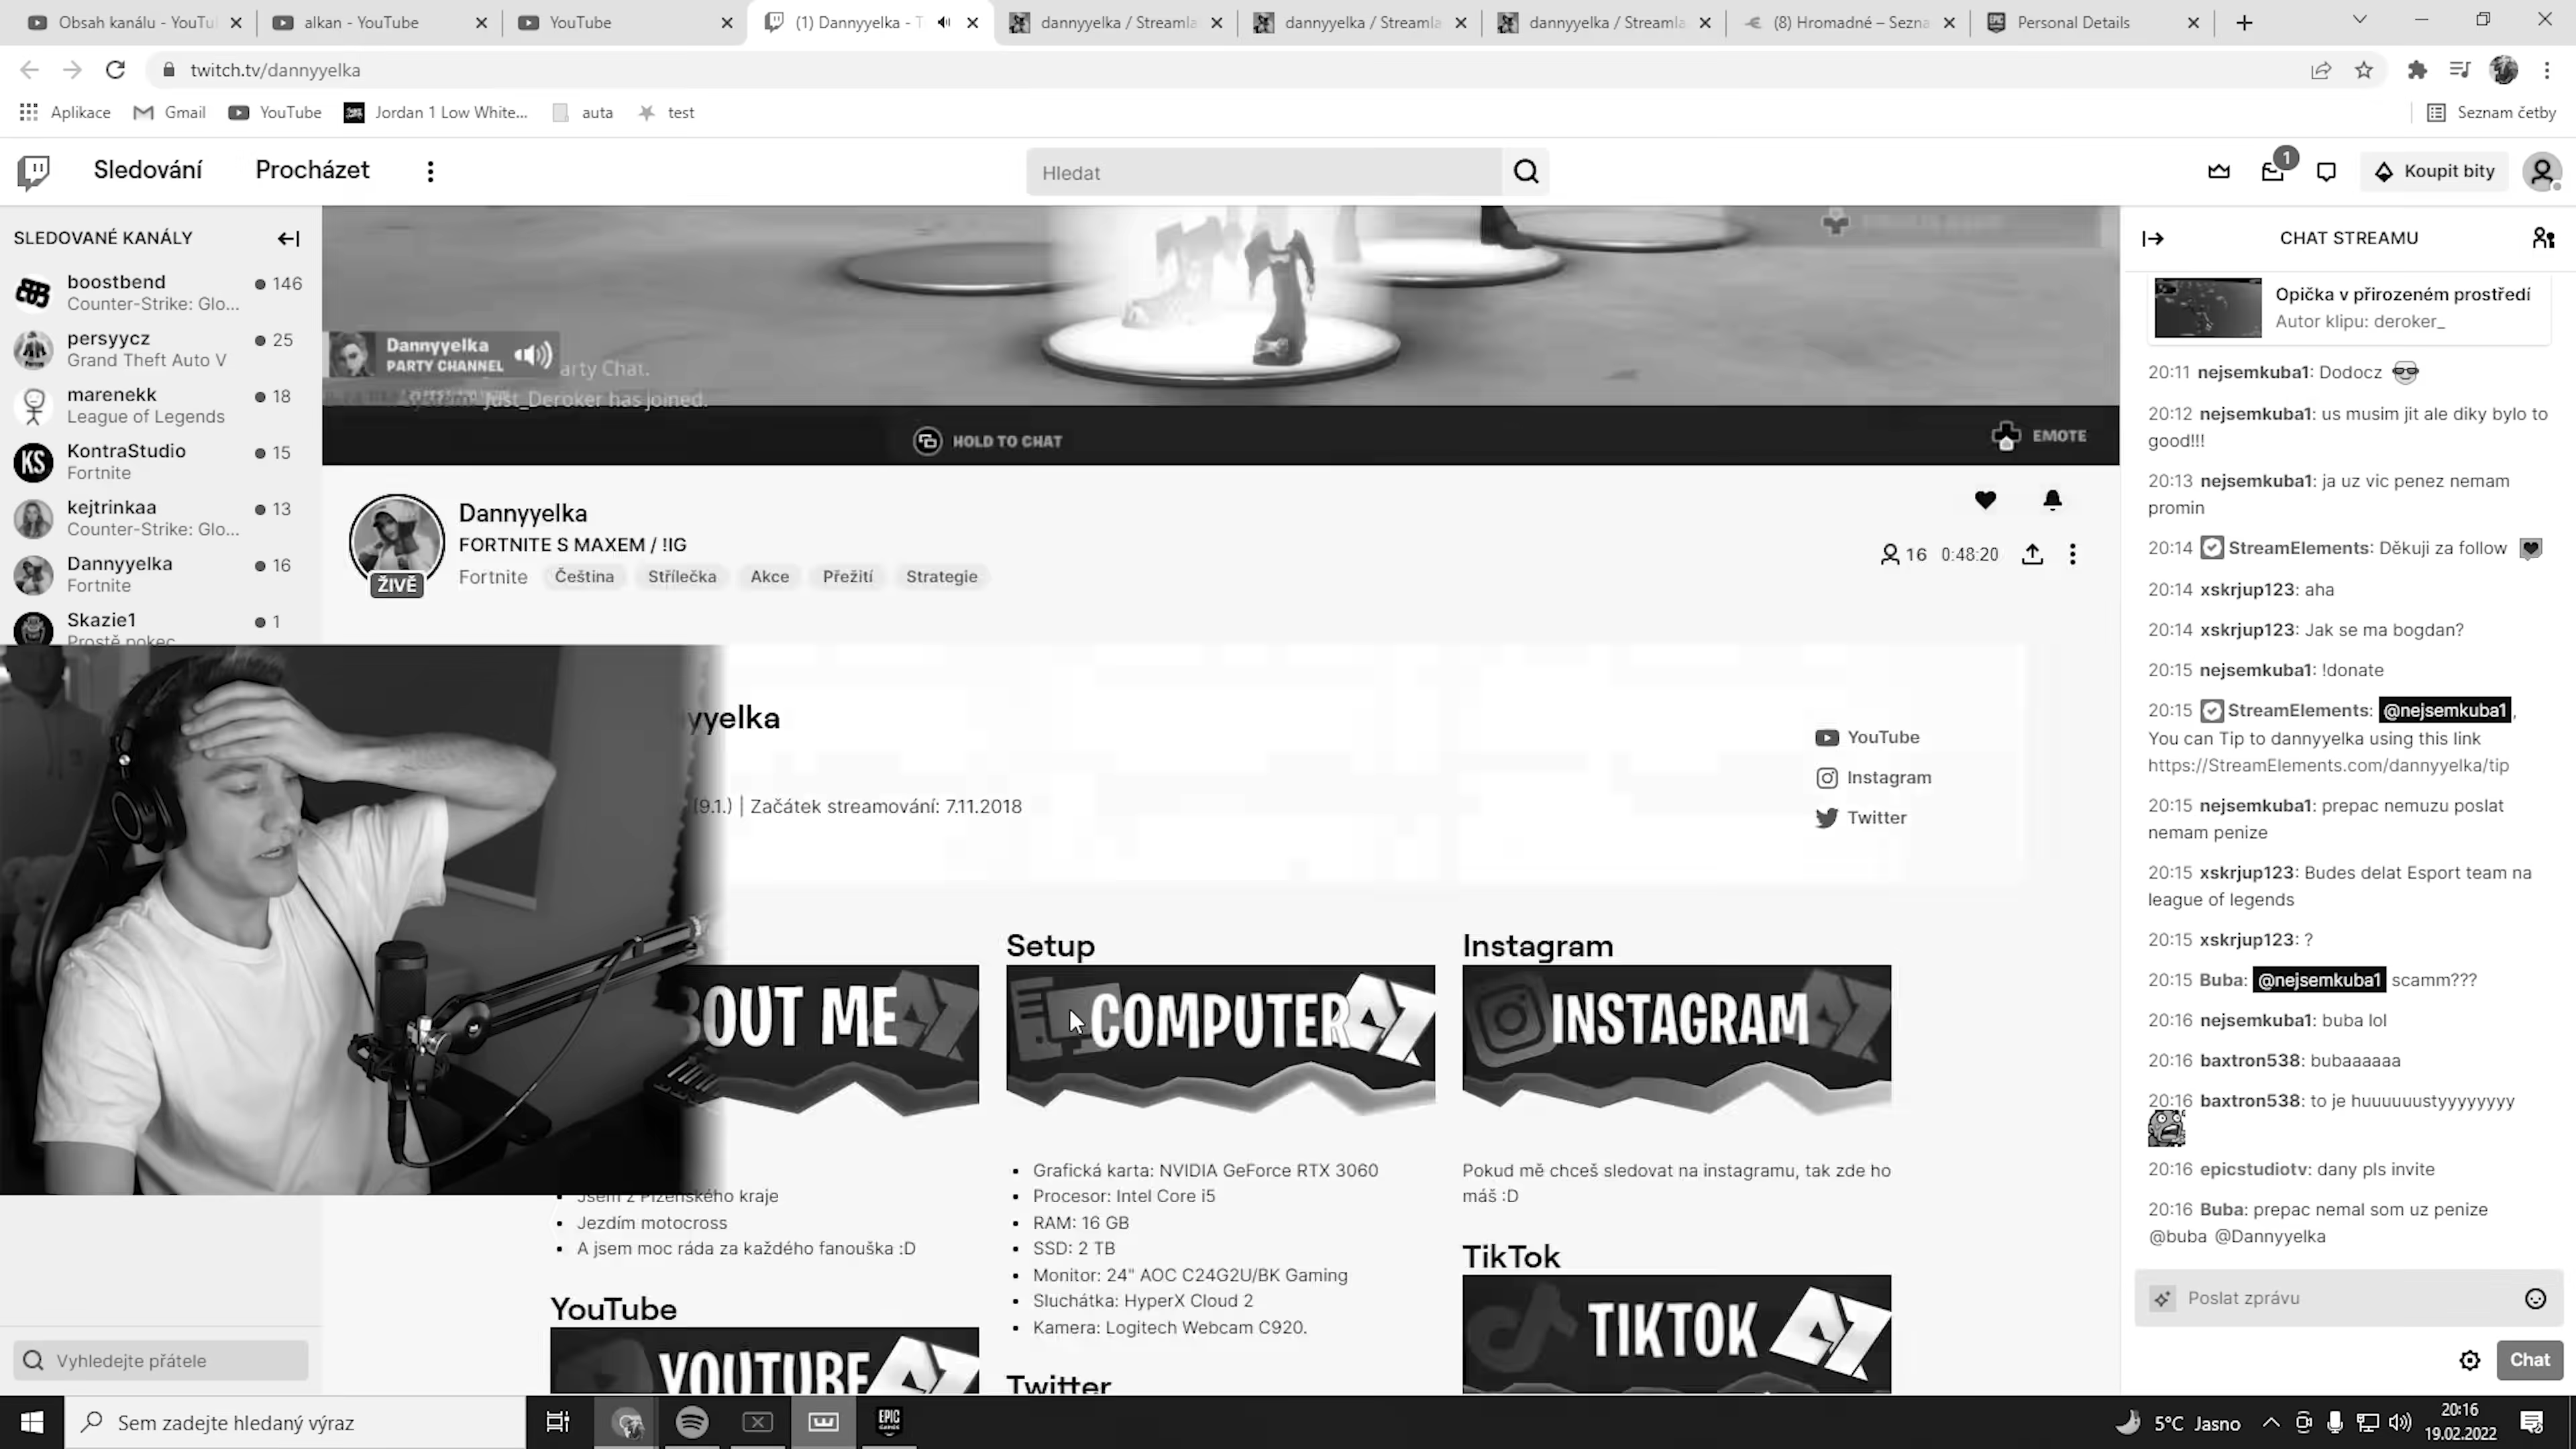 Obsah kanálu - YouTu
alkan - YouTube
YouTube
(1) Dannyyelka - T
dannyyelka / Streamla
dannyyelka / Streamla
dannyyelka / Streamla
(8) Hromadné – Sezna
Personal Details
twitch.tv/dannyyelka
Aplikace
Gmail
YouTube
Jordan 1 Low White...
auta
test
Seznam četby
Sledování
Procházet
Hledat
1
Koupit bity
SLEDOVANÉ KANÁLY
boostbend
146
Counter-Strike: Glo...
persyycz
25
Grand Theft Auto V
marenekk
18
League of Legends
KS
KontraStudio
15
Fortnite
kejtrinkaa
13
Counter-Strike: Glo...
Dannyyelka
16
Fortnite
Skazie1
1
Prostě pokec
Vyhledejte přátele
Dannyyelka
PARTY CHANNEL
arty Chat.
Just_Deroker has joined.
HOLD TO CHAT
EMOTE
ŽIVĚ
Dannyyelka
FORTNITE S MAXEM / !IG
Fortnite
Čeština
Střílečka
Akce
Přežití
Strategie
16
0:48:20
yyelka
(9.1.) | Začátek streamování: 7.11.2018
YouTube
Instagram
Twitter
OUT ME
Jsem z Plzeňského kraje
Jezdím motocross
A jsem moc ráda za každého fanouška :D
YouTube
YOUTUBE
Setup
COMPUTER
Grafická karta: NVIDIA GeForce RTX 3060
Procesor: Intel Core i5
RAM: 16 GB
SSD: 2 TB
Monitor: 24" AOC C24G2U/BK Gaming
Sluchátka: HyperX Cloud 2
Kamera: Logitech Webcam C920.
Twitter
Instagram
INSTAGRAM
Pokud mě chceš sledovat na instagramu, tak zde ho
máš :D
TikTok
TIKTOK
CHAT STREAMU
Opička v přirozeném prostředí
Autor klipu: deroker_
20:11 nejsemkuba1: Dodocz
20:12 nejsemkuba1: us musim jit ale diky bylo to
good!!!
20:13 nejsemkuba1: ja uz vic penez nemam
promin
20:14 StreamElements: Děkuji za follow
20:14 xskrjup123: aha
20:14 xskrjup123: Jak se ma bogdan?
20:15 nejsemkuba1: !donate
20:15 StreamElements: @nejsemkuba1,
You can Tip to dannyyelka using this link
https://StreamElements.com/dannyyelka/tip
20:15 nejsemkuba1: prepac nemuzu poslat
nemam penize
20:15 xskrjup123: Budes delat Esport team na
league of legends
20:15 xskrjup123: ?
20:15 Buba: @nejsemkuba1 scamm???
20:16 nejsemkuba1: buba lol
20:16 baxtron538: bubaaaaaa
20:16 baxtron538: to je huuuuuustyyyyyyyy
20:16 epicstudiotv: dany pls invite
20:16 Buba: prepac nemal som uz penize
@buba @Dannyyelka
Poslat zprávu
Chat
Sem zadejte hledaný výraz
EPIC
GAMES
5°C Jasno
20:16
19.02.2022